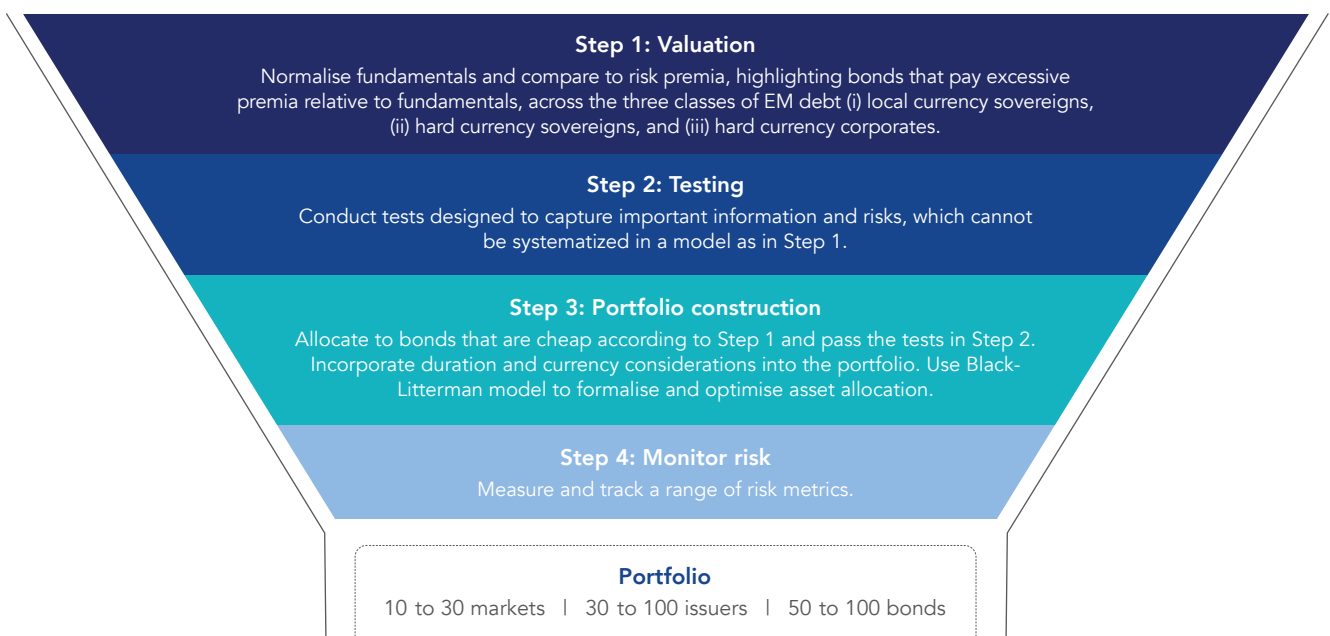 Step 1: Valuation
Normalise fundamentals and compare to risk premia, highlighting bonds that pay excessive
premia relative to fundamentals, across the three classes of EM debt (i) local currency sovereigns,
(ii) hard currency sovereigns, and (iii) hard currency corporates.
Step 2: Testing
Conduct tests designed to capture important information and risks, which cannot
be systematized in a model as in Step 1.
Step 3: Portfolio construction
Allocate to bonds that are cheap according to Step 1 and pass the tests in Step 2.
Incorporate duration and currency considerations into the portfolio. Use Black-
Litterman model to formalise and optimise asset allocation.
Step 4: Monitor risk
Measure and track a range of risk metrics.
Portfolio
10 to 30 markets | 30 to 100 issuers | 50 to 100 bonds